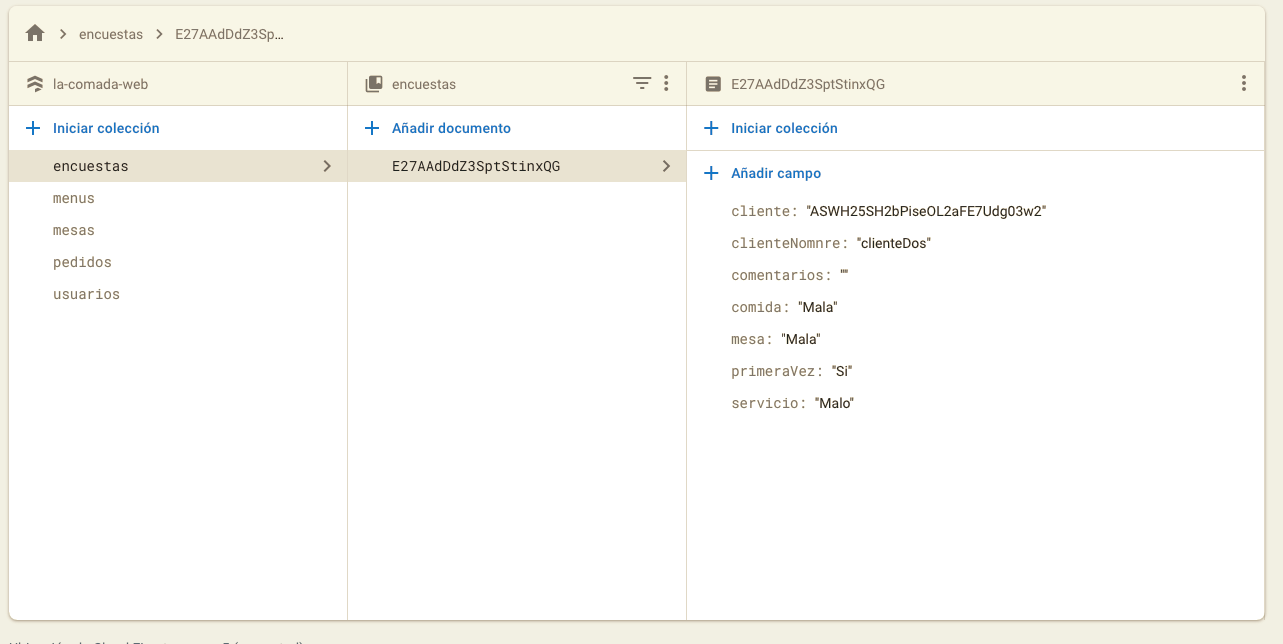 encuestas
E27AAdDdZ3Sp...
la-comada-web
encuestas
E27AAdDdZ3SptStinxQG
Iniciar colección
Añadir documento
Iniciar colección
encuestas
E27AAdDdZ3SptStinxQG
Añadir campo
menus
mesas
pedidos
usuarios
cliente: "ASWH25SH2bPiseOL2aFE7Udg03w2"
clienteNomnre: "clienteDos"
comentarios: ""
comida: "Mala"
mesa: "Mala"
primeraVez: "Si"
servicio: "Malo"